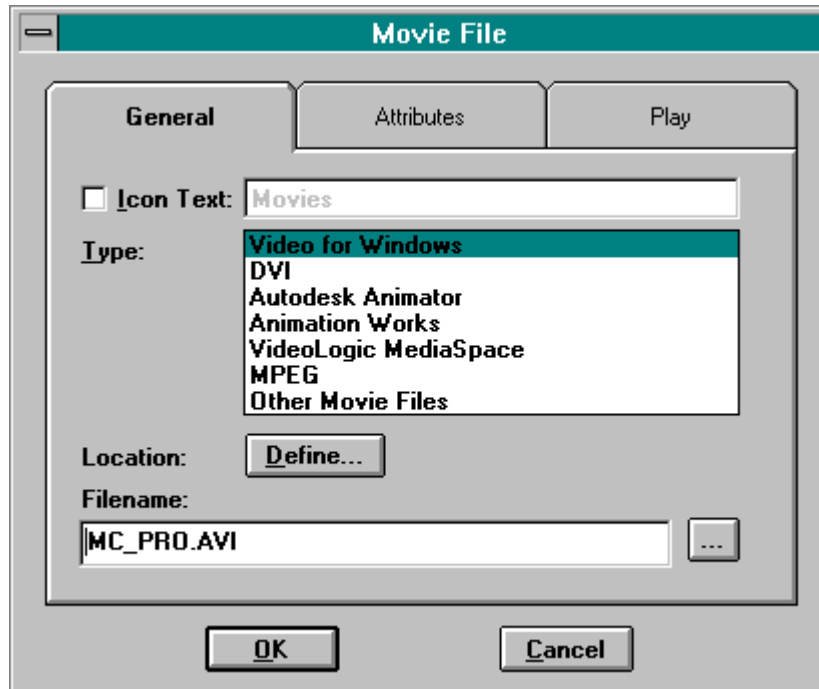 Movie File
General Attributes Play
Icon Text: Movies
Type: Video for Windows
DVI
Autodesk Animator
Animation Works
VideoLogic MediaSpace
MPEG
Other Movie Files
Location: Define...
Filename:
MC_PRO.AVI ...
OK Cancel